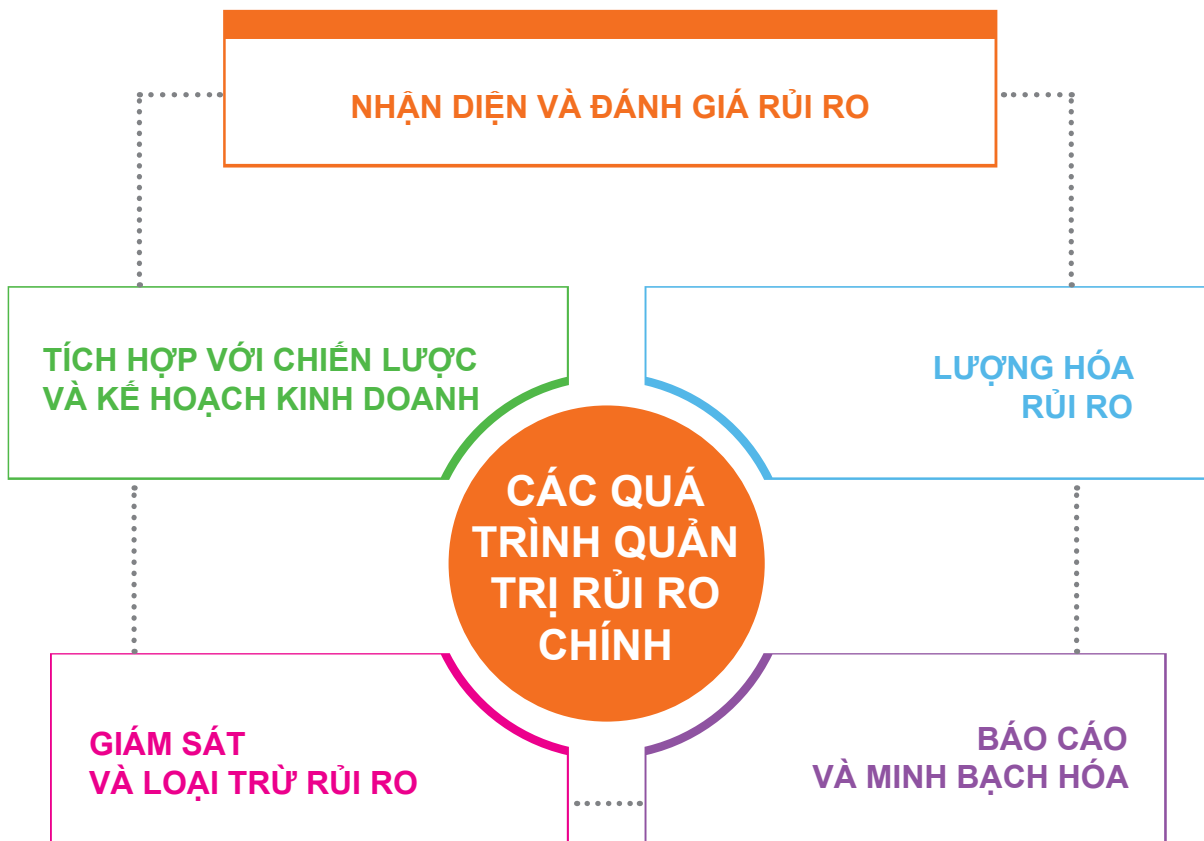 NHẬN DIỆN VÀ ĐÁNH GIÁ RỦI RO
TÍCH HỢP VỚI CHIẾN LƯỢC
VÀ KẾ HOẠCH KINH DOANH
LƯỢNG HÓA
RỦI RO
CÁC QUÁ
TRÌNH QUẢN
TRỊ RỦI RO
CHÍNH
GIÁM SÁT
VÀ LOẠI TRỪ RỦI RO
BÁO CÁO
VÀ MINH BẠCH HÓA